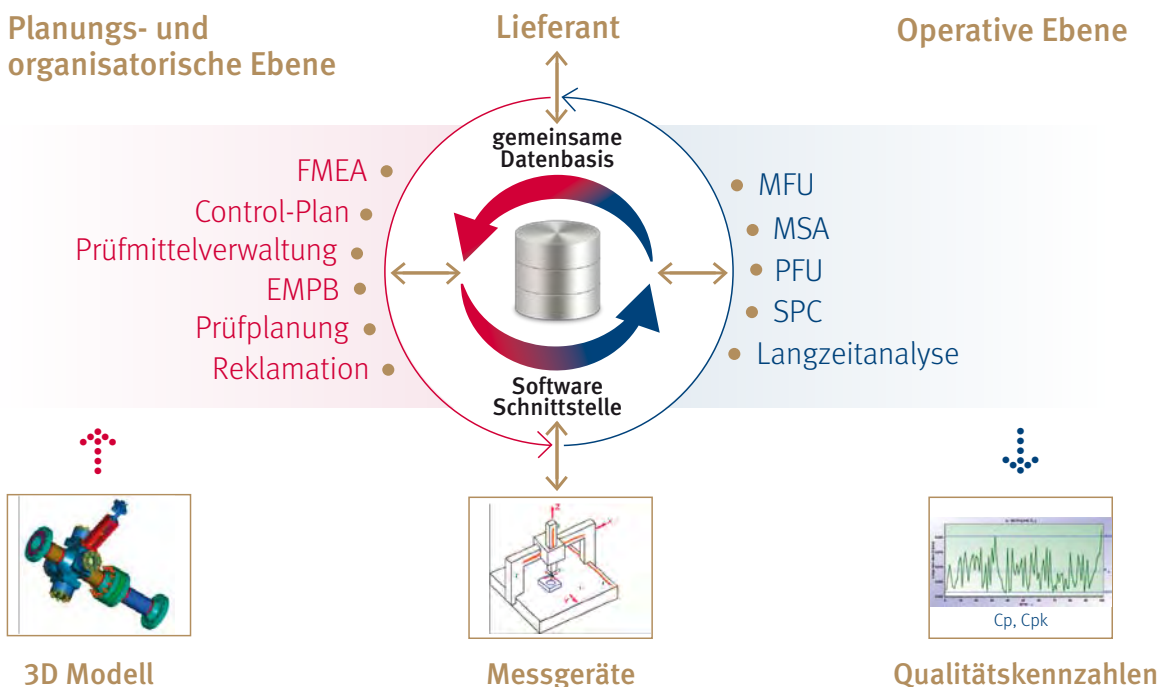 Planungs- und
organisatorische Ebene
Lieferant
Operative Ebene
gemeinsame
Datenbasis
FMEA
Control-Plan
Prüfmittelverwaltung
EMPB
Prüfplanung
Reklamation
MFU
MSA
PFU
SPC
Langzeitanalyse
Software
Schnittstelle
Z
X
Cp, Cpk
3D Modell
Messgeräte
Qualitätskennzahlen